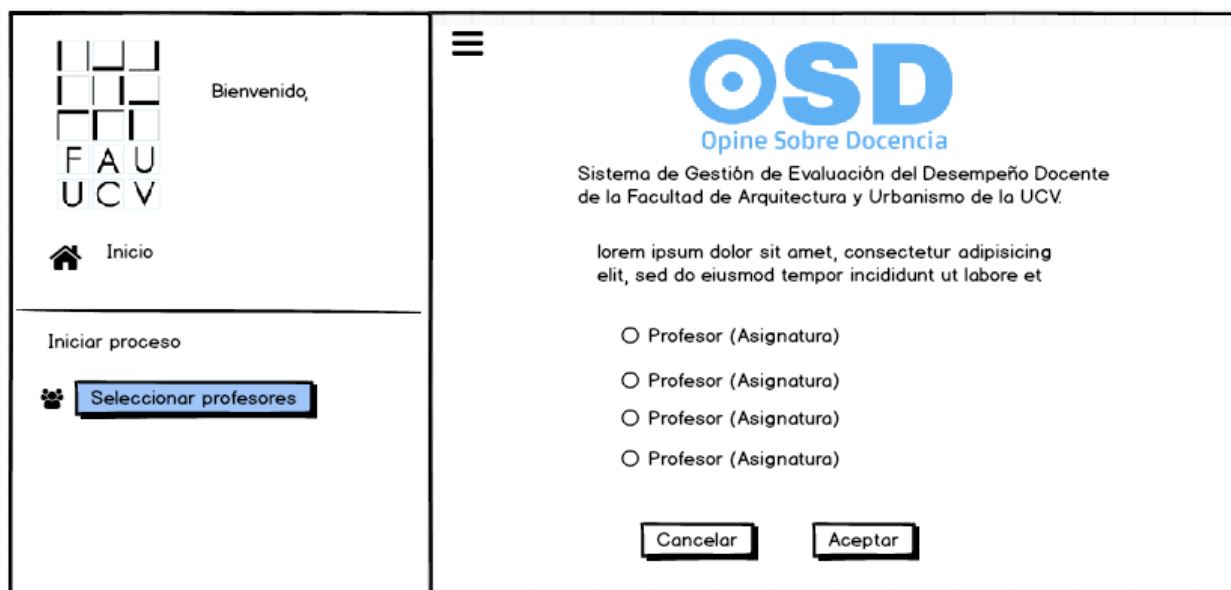 FAU
UCV
Bienvenido,
Inicio
Iniciar proceso
Seleccionar profesores
OSD
Opine Sobre Docencia
Sistema de Gestión de Evaluación del Desempeño Docente
de la Facultad de Arquitectura y Urbanismo de la UCV.
lorem ipsum dolor sit amet, consectetur adipisicing
elit, sed do eiusmod tempor incididunt ut labore et
Profesor (Asignatura)
Profesor (Asignatura)
Profesor (Asignatura)
Profesor (Asignatura)
Cancelar Aceptar